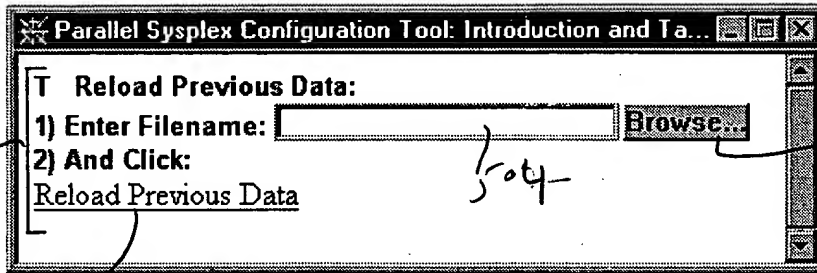 Parallel Sysplex Configuration Tool: Introduction and Ta...
T Reload Previous Data:
1) Enter Filename: Browse...
2) And Click:
Reload Previous Data